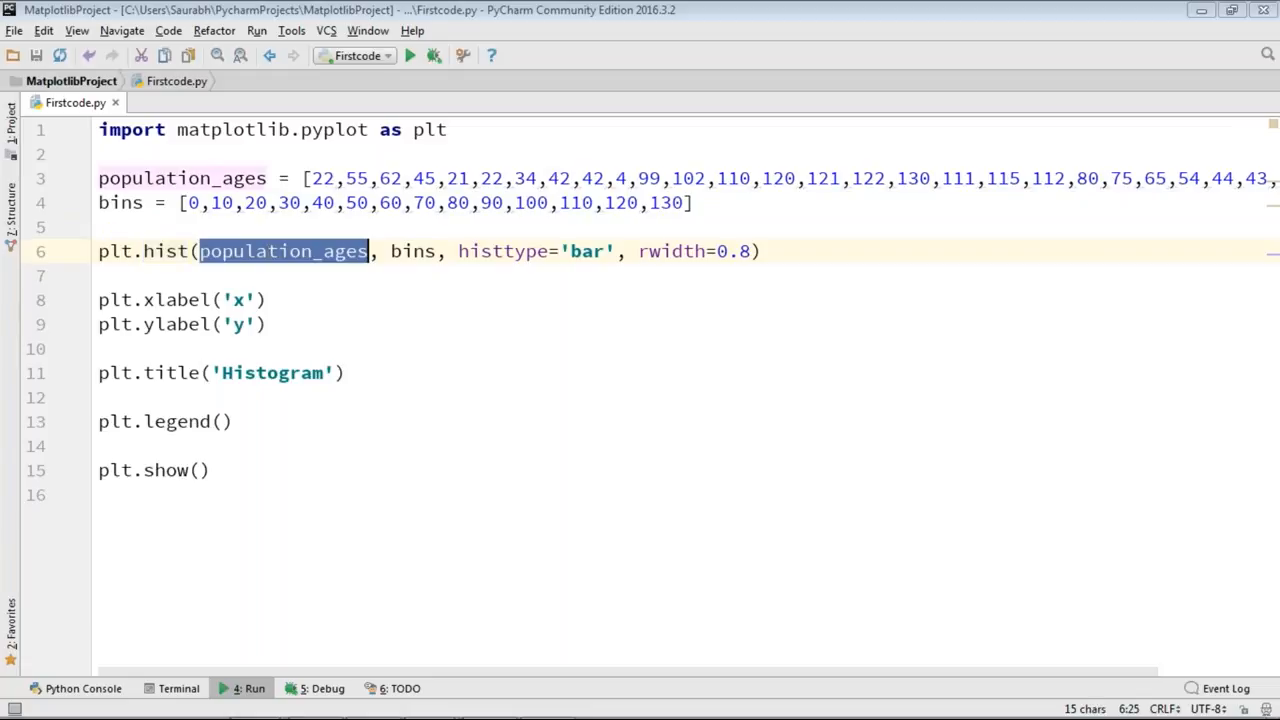 MatplotlibProject - [C:\Users\Saurabh\PycharmProjects\MatplotlibProject] - ...\Firstcode.py - PyCharm Community Edition 2016.3.2
File Edit View Navigate Code Refactor Run Tools VCS Window Help
Firstcode
MatplotlibProject Firstcode.py
Firstcode.py
1: Project
2: Structure
2: Favorites
1 import matplotlib.pyplot as plt
2
3 population_ages = [22,55,62,45,21,22,34,42,42,4,99,102,110,120,121,122,130,111,115,112,80,75,65,54,44,43,
4 bins = [0,10,20,30,40,50,60,70,80,90,100,110,120,130]
5
6 plt.hist(population_ages, bins, histtype='bar', rwidth=0.8)
7
8 plt.xlabel('x')
9 plt.ylabel('y')
10
11 plt.title('Histogram')
12
13 plt.legend()
14
15 plt.show()
16
Python Console Terminal 4: Run 5: Debug 6: TODO Event Log
15 chars 6:25 CRLF UTF-8